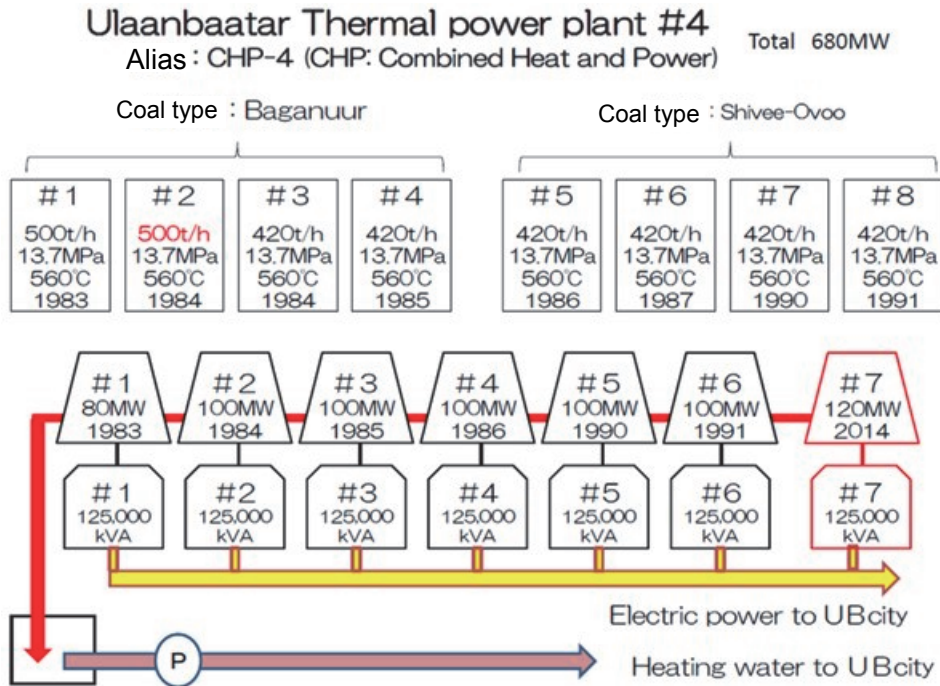 Ulaanbaatar Thermal power plant #4
Total 680MW
Alias : CHP-4 (CHP: Combined Heat and Power)
Coal type : Baganuur
Coal type : Shivee-Ovoo
#1
500t/h
13.7MPa
560℃
1983
#2
500t/h
13.7MPa
560℃
1984
#3
420t/h
13.7MPa
560℃
1984
#4
420t/h
13.7MPa
560℃
1985
#5
420t/h
13.7MPa
560℃
1986
#6
420t/h
13.7MPa
560℃
1987
#7
420t/h
13.7MPa
560℃
1990
#8
420t/h
13.7MPa
560℃
1991
#1
80MW
1983
#2
100MW
1984
#3
100MW
1985
#4
100MW
1986
#5
100MW
1990
#6
100MW
1991
#7
120MW
2014
#1
125,000
kVA
#2
125,000
kVA
#3
125,000
kVA
#4
125,000
kVA
#5
125,000
kVA
#6
125,000
kVA
#7
125,000
kVA
Electric power to UBcity
P
Heating water to UBcity